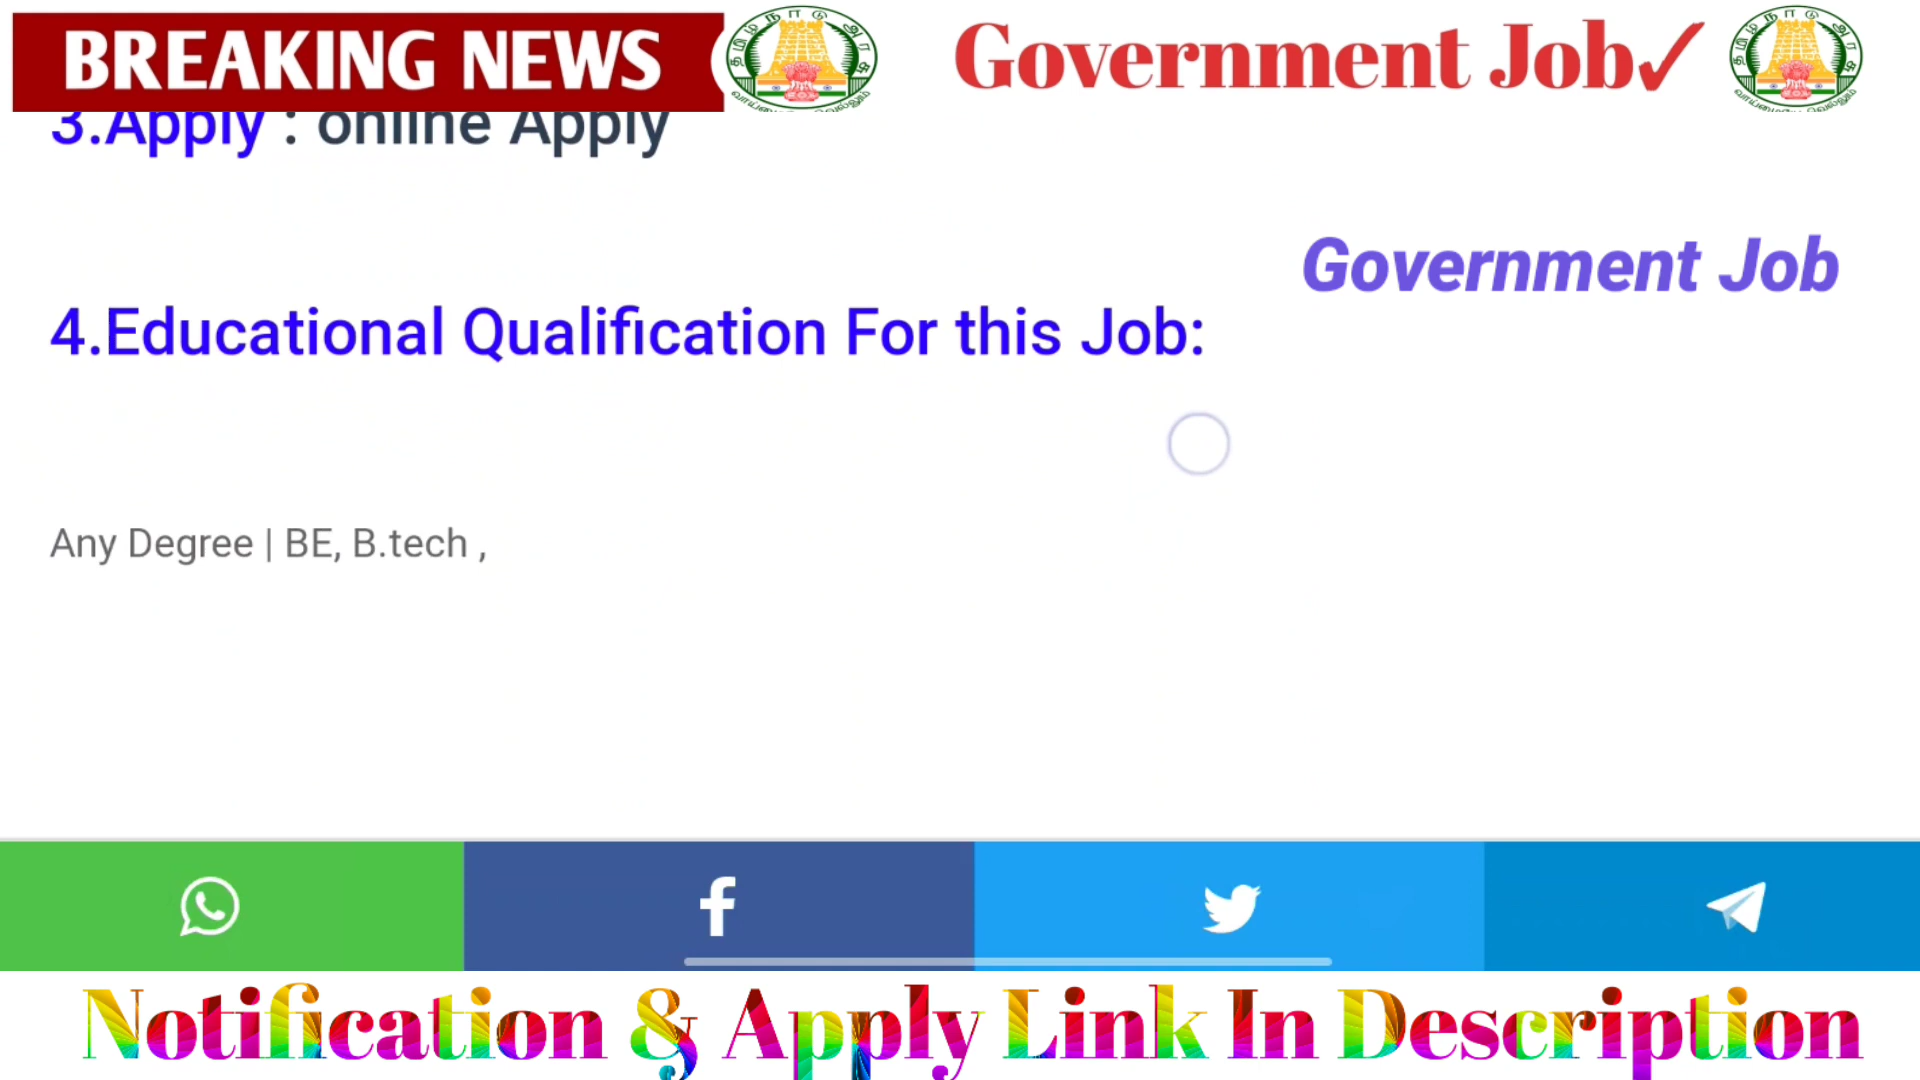 BREAKING NEWS
Government Job✓
3.Apply : online Apply
Government Job
4.Educational Qualification For this Job:
Any Degree | BE, B.tech ,
Notification & Apply Link In Description